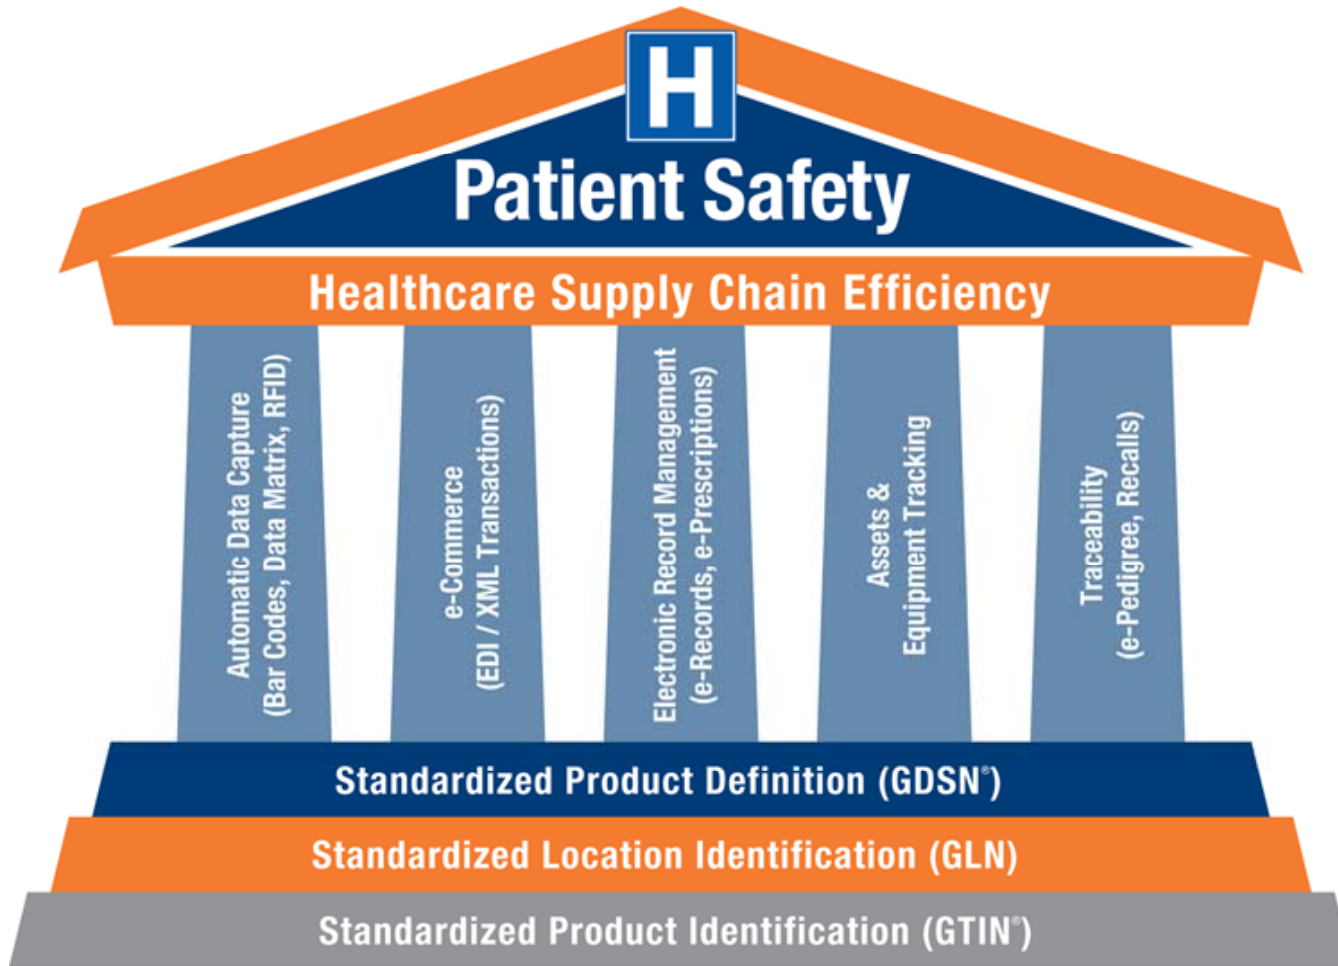 H
Patient Safety
Healthcare Supply Chain Efficiency
Automatic Data Capture
(Bar Codes, Data Matrix, RFID)
e-Commerce
(EDI / XML Transactions)
Electronic Record Management
(e-Records, e-Prescriptions)
Assets &
Equipment Tracking
Traceability
(e-Pedigree, Recalls)
Standardized Product Definition (GDSN®)
Standardized Location Identification (GLN)
Standardized Product Identification (GTIN®)